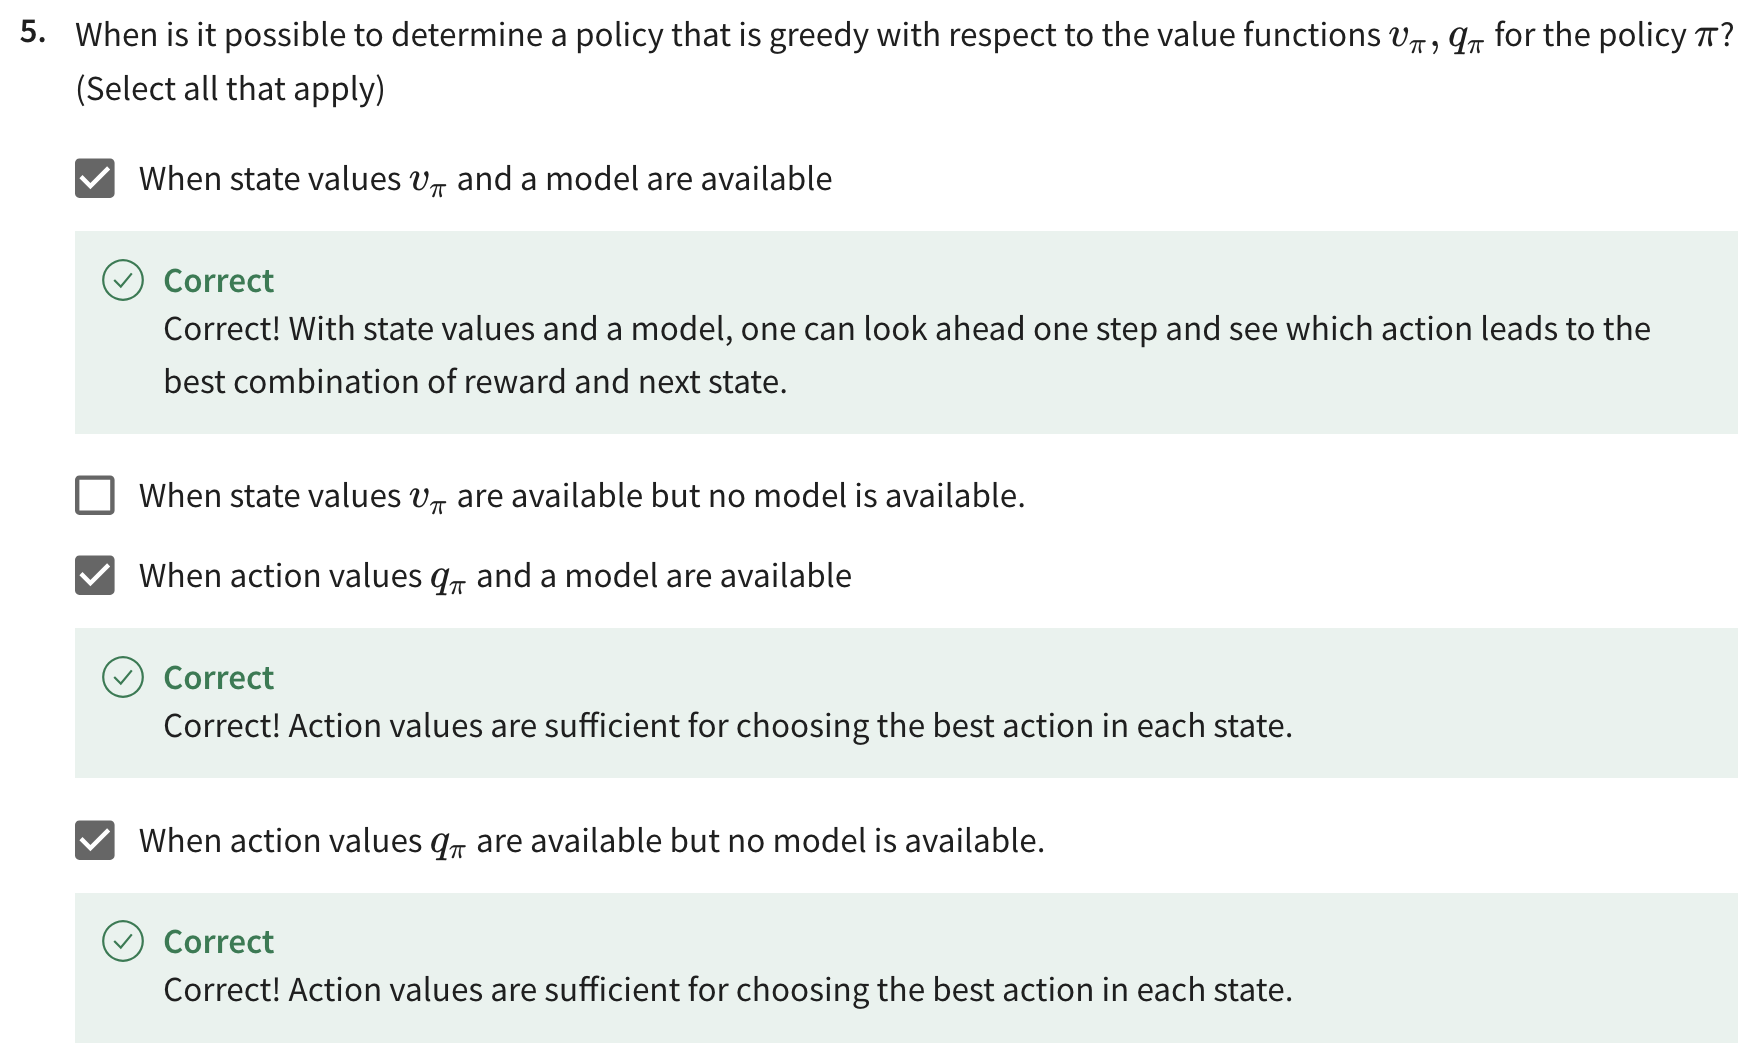 5. When is it possible to determine a policy that is greedy with respect to the value functions $v_\pi, q_\pi$ for the policy $\pi$?
(Select all that apply)
When state values $v_\pi$ and a model are available
Correct
Correct! With state values and a model, one can look ahead one step and see which action leads to the
best combination of reward and next state.
When state values $v_\pi$ are available but no model is available.
When action values $q_\pi$ and a model are available
Correct
Correct! Action values are sufficient for choosing the best action in each state.
When action values $q_\pi$ are available but no model is available.
Correct
Correct! Action values are sufficient for choosing the best action in each state.